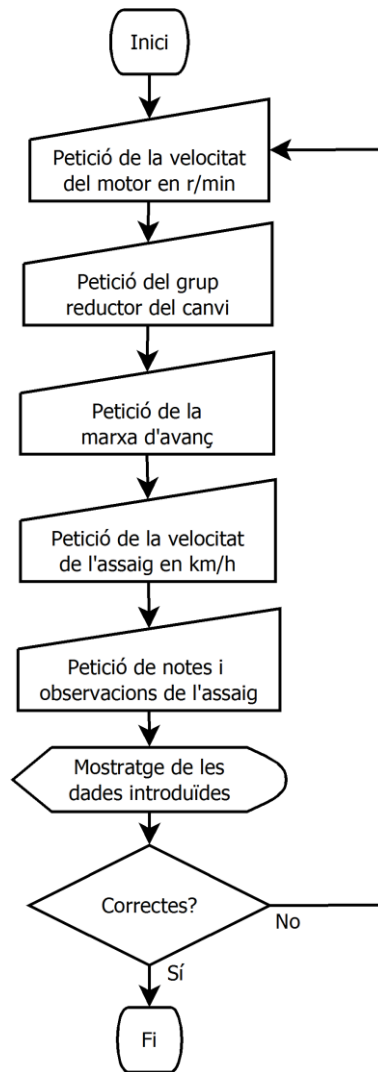 Inici
Petició de la velocitat
del motor en r/min
Petició del grup
reductor del canvi
Petició de la
marxa d'avanç
Petició de la velocitat
de l'assaig en km/h
Petició de notes i
observacions de l'assaig
Mostratge de les
dades introduïdes
Correctes?
No
Sí
Fi